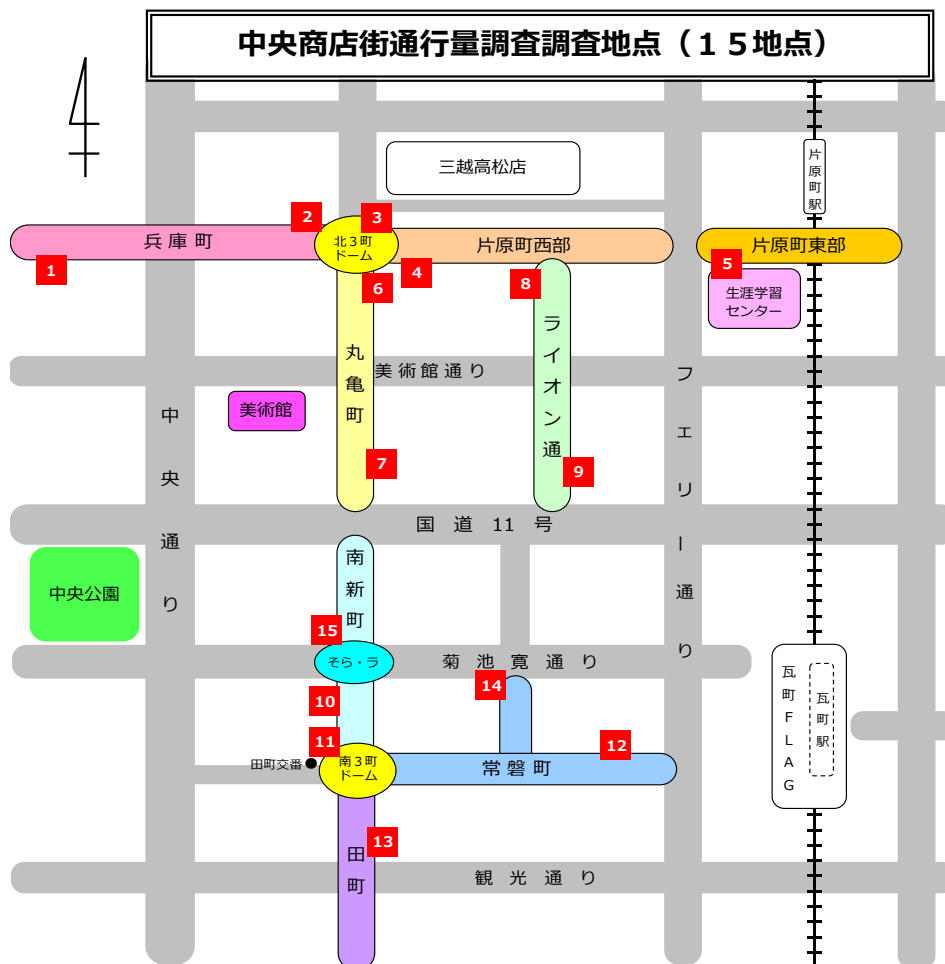 中央商店街通行量調査調査地点（１５地点）
三越高松店
片原町駅
2
3
兵庫町
北３町
ドーム
片原町西部
片原町東部
1
4
5
6
8
生涯学習
センター
丸亀町
ライオン通
美術館通り
フェリー通り
美術館
中央通り
7
9
国道11号
南新町
中央公園
15
そら・ラ
菊池寛通り
14
10
瓦町FLAG
瓦町駅
11
12
田町交番
南３町
ドーム
常磐町
13
田町
観光通り